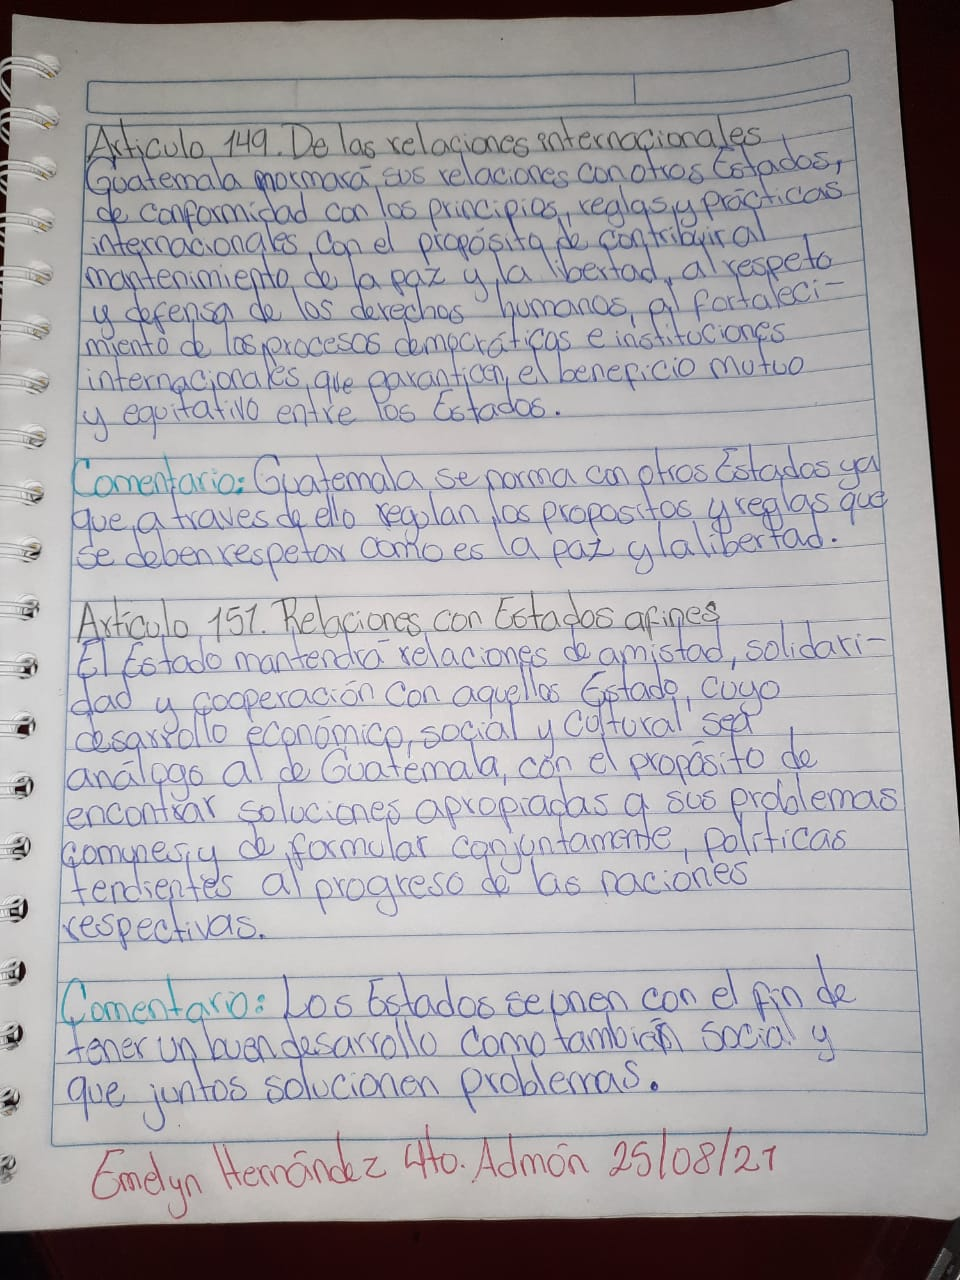 Articulo 149. De las relaciones internacionales
Guatemala normará, sus relaciones con otros Estados,
de conformidad con los principios, reglas y prácticas
internacionales con el propósito de contribuir al
mantenimiento de la paz y la libertad, al respeto
y defensa de los derechos humanos, al fortaleci-
miento de los procesos democráticos e instituciones
internacionales, que garanticen, el beneficio mutuo
y equitativo entre los Estados.
Comentario: Guatemala se norma con otros Estados ya
que a traves de ello regulan los propositos y reglas que
se deben respetar como es la paz y la libertad.
Artículo 151. Relaciones con Estados afines
El Estado mantendrá relaciones de amistad, solidari-
dad y cooperación con aquellos Estado, cuyo
desarrollo económico, social y cultural, sea
análogo al de Guatemala, con el propósito de
encontrar soluciones apropiadas a sus problemas
comunes, y de formular conjuntamente, políticas
tendientes al progreso de las naciones
respectivas.
Comentario: Los Estados se unen con el fin de
tener un buen desarrollo como también social y
que juntos solucionen problemas.
Emelyn Hernández 4to. Admón 25/08/21